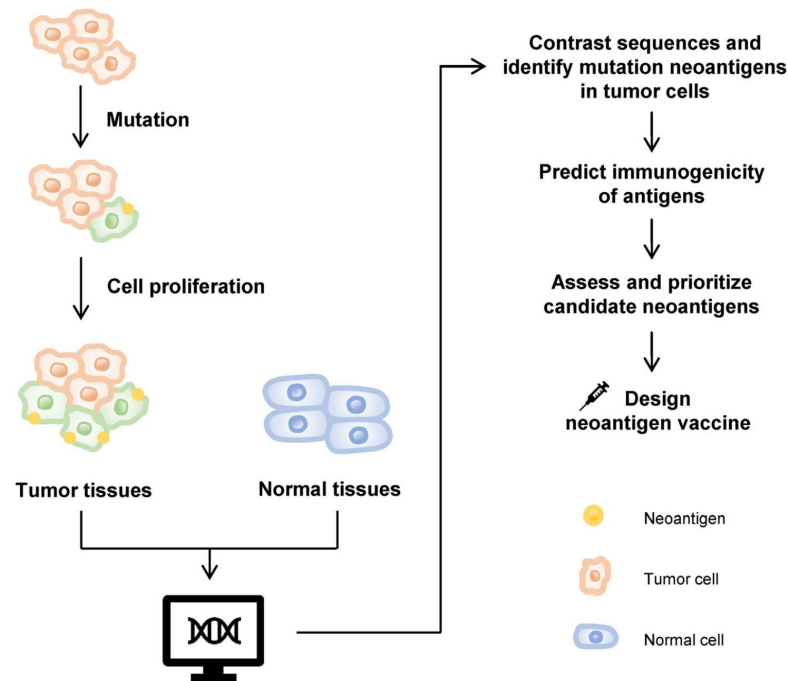 Mutation
Cell proliferation
Tumor tissues
Normal tissues
Contrast sequences and
identify mutation neoantigens
in tumor cells
Predict immunogenicity
of antigens
Assess and prioritize
candidate neoantigens
Design
neoantigen vaccine
Neoantigen
Tumor cell
Normal cell